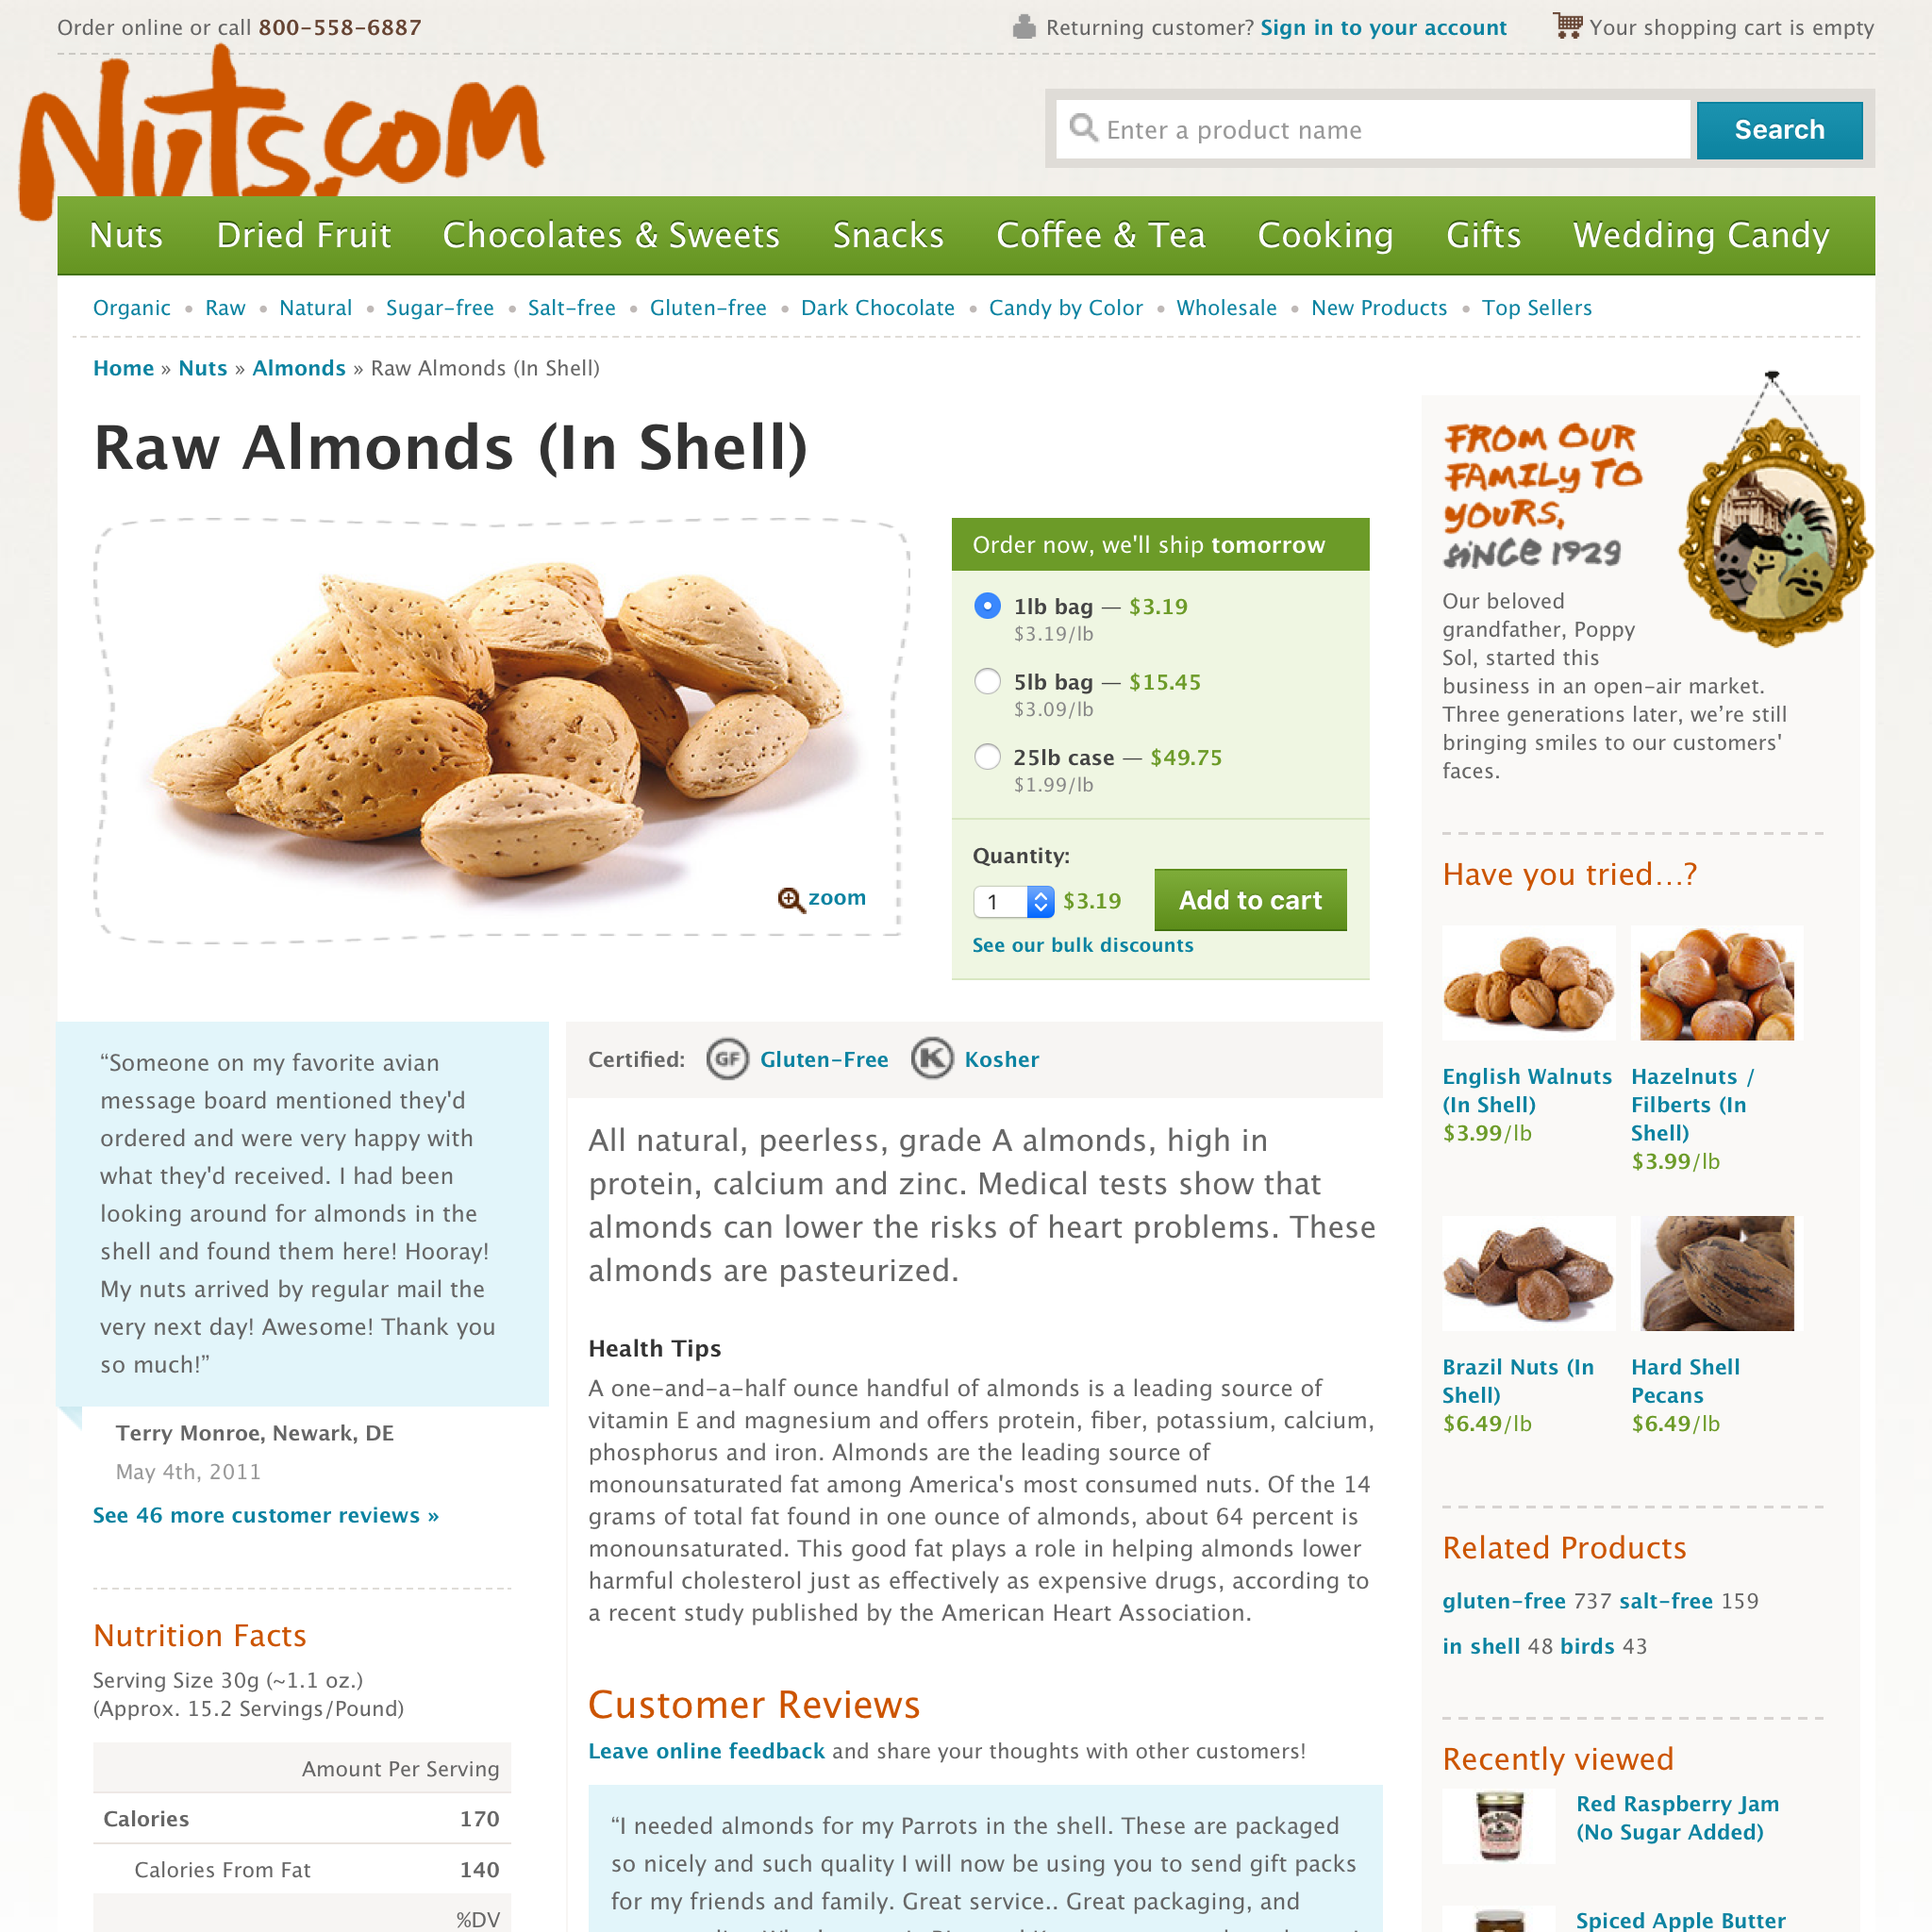 Order online or call 800-558-6887
Returning customer? Sign in to your account
Your shopping cart is empty
Nuts.com
Enter a product name
Search
Nuts
Dried Fruit
Chocolates & Sweets
Snacks
Coffee & Tea
Cooking
Gifts
Wedding Candy
Organic • Raw • Natural • Sugar-free • Salt-free • Gluten-free • Dark Chocolate • Candy by Color • Wholesale • New Products • Top Sellers
Home » Nuts » Almonds » Raw Almonds (In Shell)
Raw Almonds (In Shell)
zoom
Order now, we'll ship tomorrow
1lb bag — $3.19
$3.19/lb
5lb bag — $15.45
$3.09/lb
25lb case — $49.75
$1.99/lb
Quantity:
1
$3.19
Add to cart
See our bulk discounts
“Someone on my favorite avian
message board mentioned they'd
ordered and were very happy with
what they'd received. I had been
looking around for almonds in the
shell and found them here! Hooray!
My nuts arrived by regular mail the
very next day! Awesome! Thank you
so much!”
Terry Monroe, Newark, DE
May 4th, 2011
See 46 more customer reviews »
Nutrition Facts
Serving Size 30g (~1.1 oz.)
(Approx. 15.2 Servings/Pound)
Amount Per Serving
Calories 170
Calories From Fat 140
%DV
Certified: GF Gluten-Free K Kosher
All natural, peerless, grade A almonds, high in
protein, calcium and zinc. Medical tests show that
almonds can lower the risks of heart problems. These
almonds are pasteurized.
Health Tips
A one-and-a-half ounce handful of almonds is a leading source of
vitamin E and magnesium and offers protein, fiber, potassium, calcium,
phosphorus and iron. Almonds are the leading source of
monounsaturated fat among America's most consumed nuts. Of the 14
grams of total fat found in one ounce of almonds, about 64 percent is
monounsaturated. This good fat plays a role in helping almonds lower
harmful cholesterol just as effectively as expensive drugs, according to
a recent study published by the American Heart Association.
Customer Reviews
Leave online feedback and share your thoughts with other customers!
“I needed almonds for my Parrots in the shell. These are packaged
so nicely and such quality I will now be using you to send gift packs
for my friends and family. Great service.. Great packaging, and
FROM OUR
FAMILY TO
YOURS,
SINCE 1929
Our beloved
grandfather, Poppy
Sol, started this
business in an open-air market.
Three generations later, we’re still
bringing smiles to our customers'
faces.
Have you tried...?
English Walnuts
(In Shell)
$3.99/lb
Hazelnuts /
Filberts (In
Shell)
$3.99/lb
Brazil Nuts (In
Shell)
$6.49/lb
Hard Shell
Pecans
$6.49/lb
Related Products
gluten-free 737 salt-free 159
in shell 48 birds 43
Recently viewed
Red Raspberry Jam
(No Sugar Added)
Spiced Apple Butter